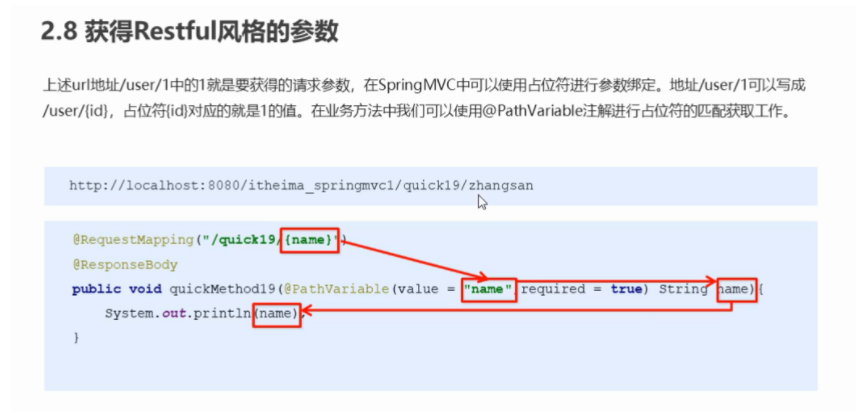 2.8 获得Restful风格的参数
上述url地址/user/1中的1就是要获得的请求参数，在SpringMVC中可以使用占位符进行参数绑定。地址/user/1可以写成
/user/{id}，占位符{id}对应的就是1的值。在业务方法中我们可以使用@PathVariable注解进行占位符的匹配获取工作。
http://localhost:8080/itheima_springmvc1/quick19/zhangsan
@RequestMapping("/quick19/{name}")
@ResponseBody
public void quickMethod19(@PathVariable(value = "name",required = true) String name){
System.out.println(name);
}